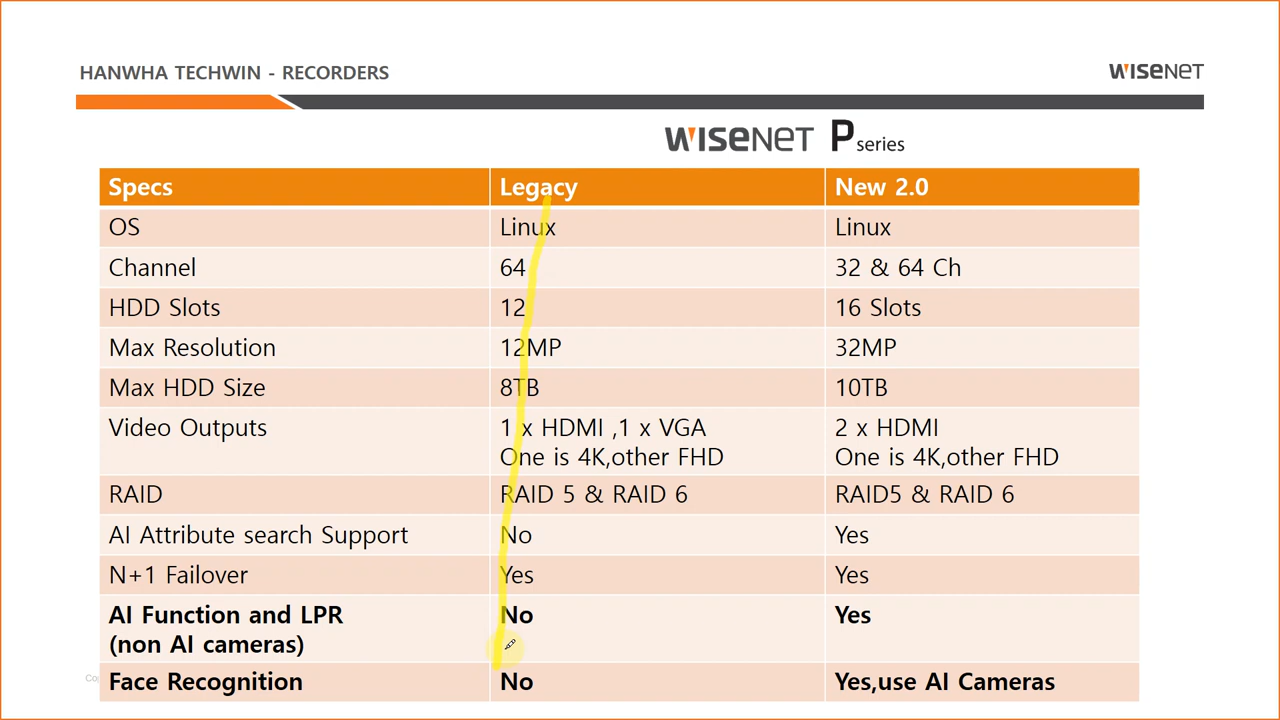 HANWHA TECHWIN - RECORDERS
WISENET
WISENET P series
Specs Legacy New 2.0
OS Linux Linux
Channel 64 32 & 64 Ch
HDD Slots 12 16 Slots
Max Resolution 12MP 32MP
Max HDD Size 8TB 10TB
Video Outputs 1 x HDMI ,1 x VGA 2 x HDMI
One is 4K,other FHD One is 4K,other FHD
RAID RAID 5 & RAID 6 RAID5 & RAID 6
AI Attribute search Support No Yes
N+1 Failover Yes Yes
AI Function and LPR No Yes
(non AI cameras)
Face Recognition No Yes,use AI Cameras